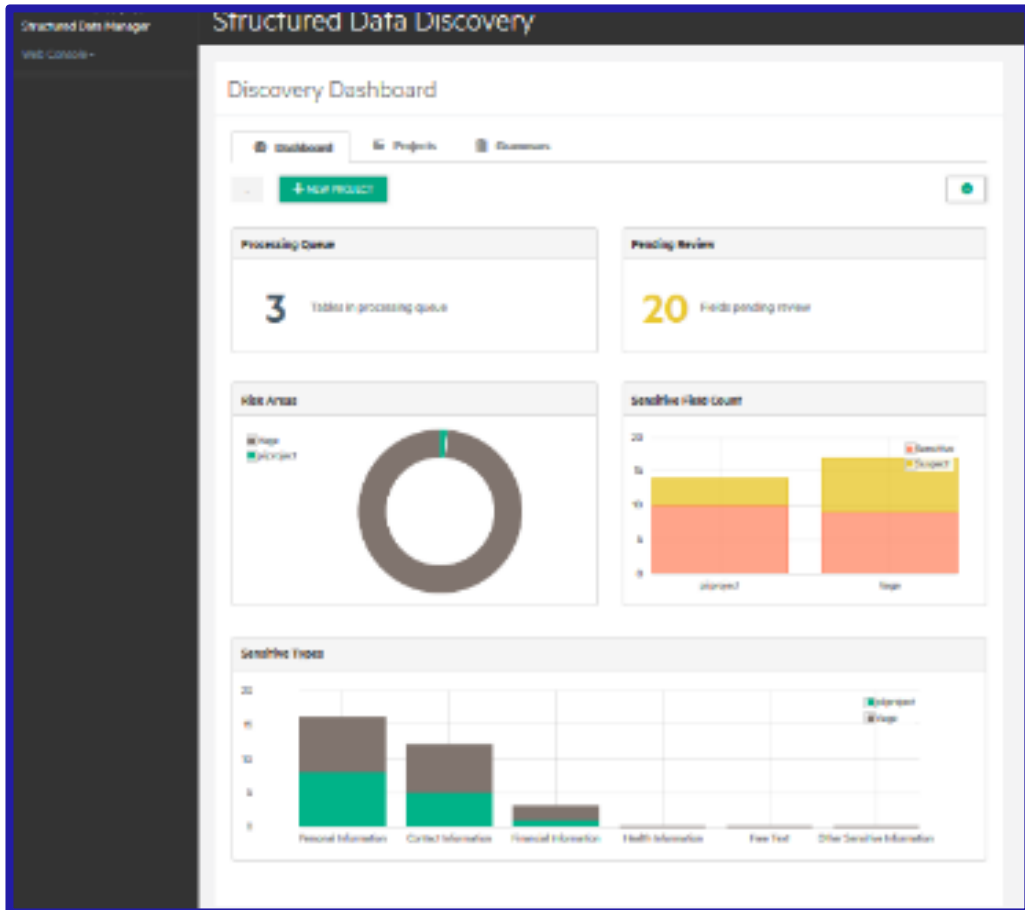 Structured Data Manager
Web Console
Structured Data Discovery
Discovery Dashboard
Dashboard
Projects
Grammars
+ NEW PROJECT
Processing Queue
3 Tables in processing queue
Pending Review
20 Fields pending review
Risk Areas
Sensitive Field Count
20
15
10
5
0
Sensitive
Suspect
Sensitive Types
20
15
10
5
0
Personal Information
Contact Information
Financial Information
Health Information
Free Text
Other Sensitive Information